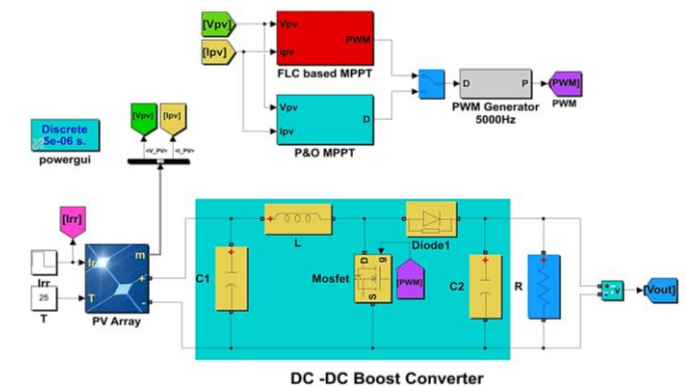 [Vpv]
[Ipv]
Vpv
Ipv
PWM
FLC based MPPT
Vpv
Ipv
D
P&O MPPT
D
P
PWM Generator
5000Hz
[PWM]
PWM
Discrete
5e-06 s.
powergui
[Vpv]
[Ipv]
<V_PV>
<I_PV>
[Irr]
Irr
25
T
Ir
T
m
+
-
PV Array
C1
+
+
L
Mosfet
D
g
S
[PWM]
Diode1
C2
+
R
+
+
-
v
[Vout]
DC -DC Boost Converter